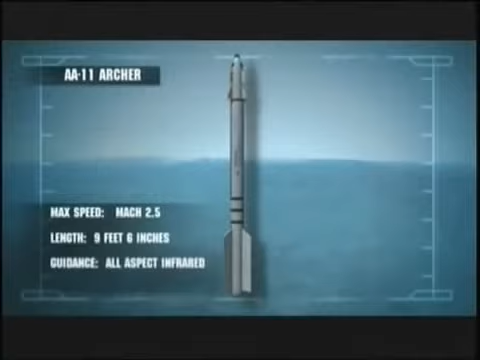 AA-11 ARCHER
MAX SPEED: MACH 2.5
LENGTH: 9 FEET 6 INCHES
GUIDANCE: ALL ASPECT INFRARED